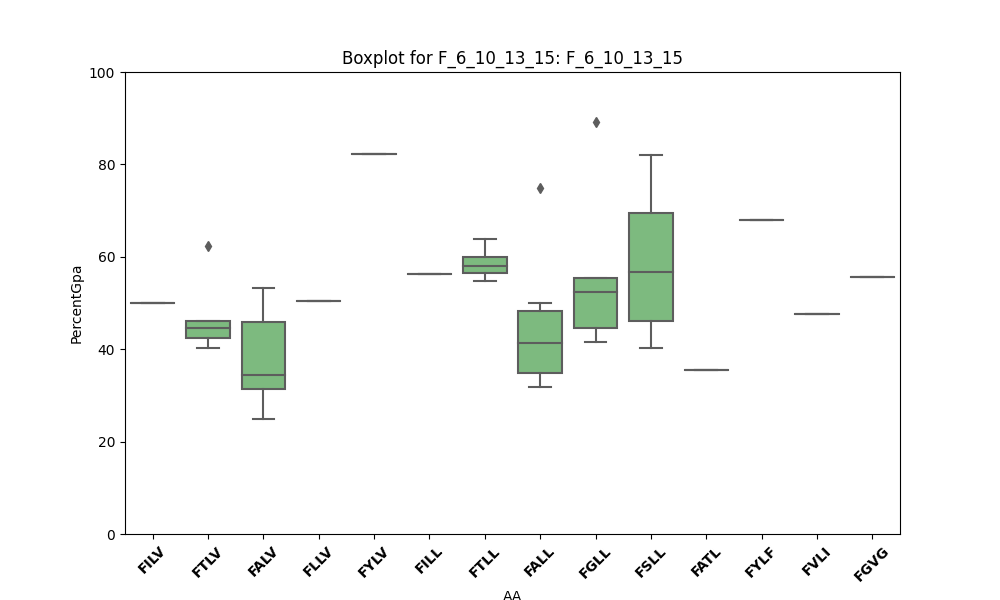 Boxplot for F_6_10_13_15: F_6_10_13_15
100
80
60
40
20
0
PercentGpa
FILV FTLV FALV FLLV FYLV FILL FTLL FALL FGLL FSLL FATL FYLF FVLI FGVG
AA